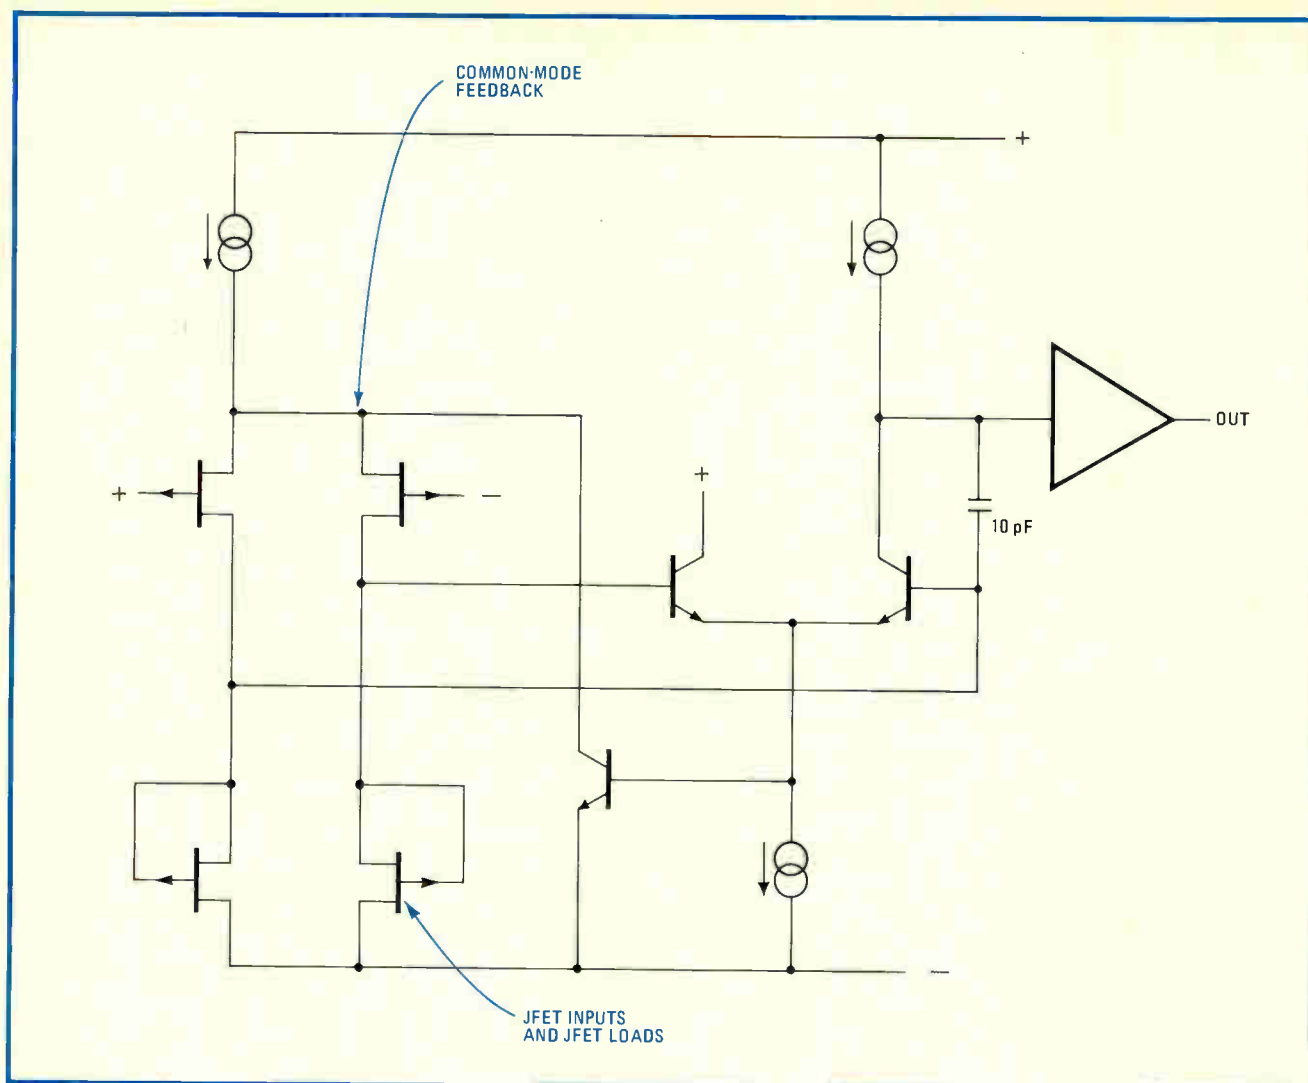 COMMON-MODE
FEEDBACK
+
OUT
+ −
+
10 pF
−
JFET INPUTS
AND JFET LOADS